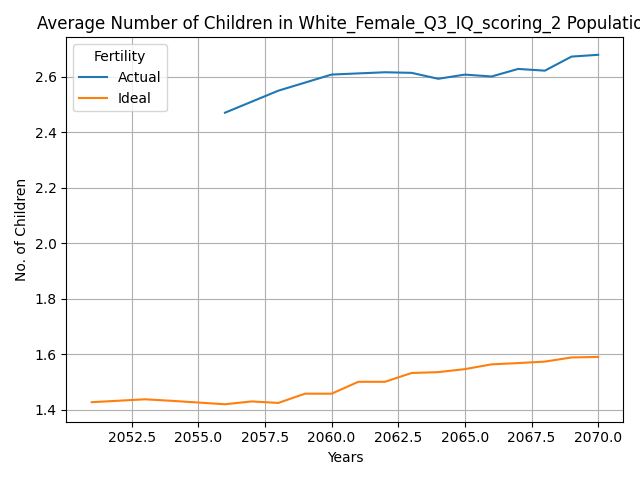 Average Number of Children in White_Female_Q3_IQ_scoring_2 Populatio
Fertility
Actual
Ideal
2.6
2.4
2.2
2.0
1.8
1.6
1.4
No. of Children
2052.5 2055.0 2057.5 2060.0 2062.5 2065.0 2067.5 2070.0
Years